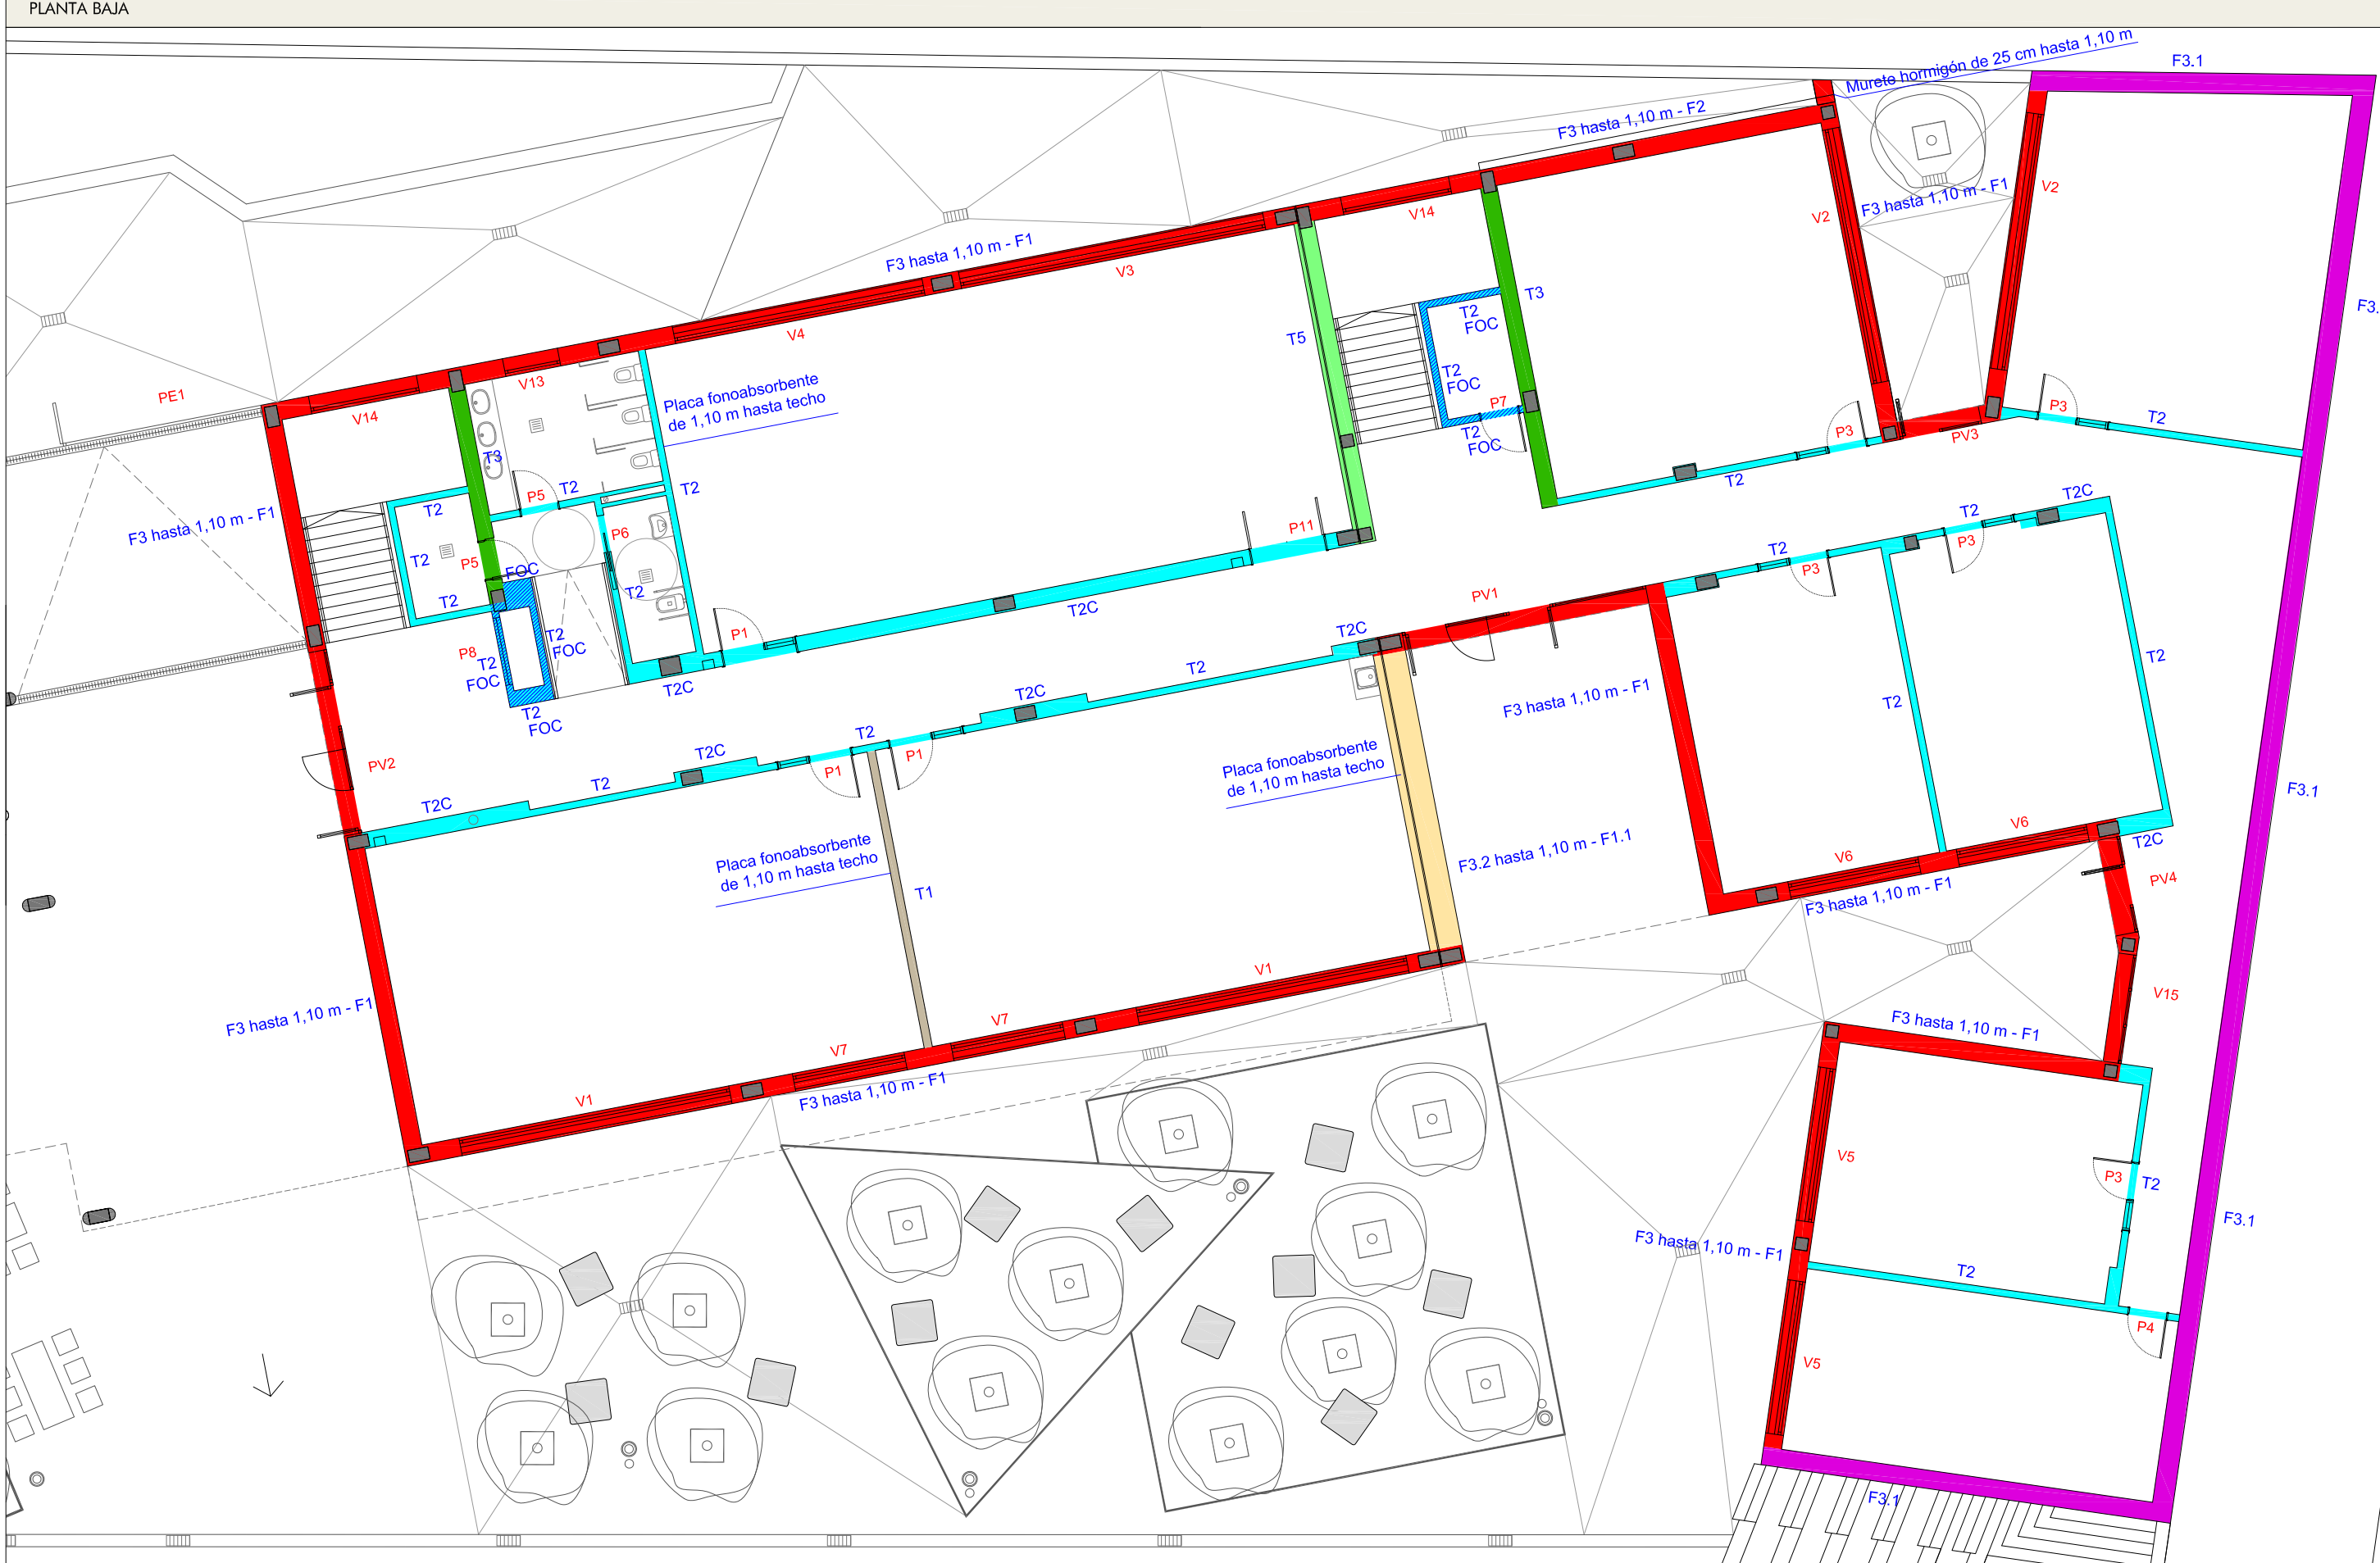 PLANTA BAJA
Murete hormigón de 25 cm hasta 1,10 m
F3.1
F3 hasta 1,10 m - F2
F3 hasta 1,10 m - F1
V2
V2
V14
F3 hasta 1,10 m - F1
V3
T3
F3.
T5
T2
FOC
V4
T2
FOC
P7
T2
FOC
P3
P3
PV3
T2
T2
PE1
V14
V13
Placa fonoabsorbente
de 1,10 m hasta techo
T3
P5
T2
T2
T2
F3 hasta 1,10 m - F1
T2
P5
P6
FOC
T2
T2
P11
T2C
T2
P3
T2
P3
T2C
PV1
P1
T2
FOC
P8
T2
FOC
T2C
T2
FOC
T2C
T2
T2
T2
T2C
F3 hasta 1,10 m - F1
PV2
T2C
T2
P1
P1
T2C
T2
Placa fonoabsorbente
de 1,10 m hasta techo
F3.1
V6
V6
T2C
PV4
F3 hasta 1,10 m - F1
F3.2 hasta 1,10 m - F1.1
Placa fonoabsorbente
de 1,10 m hasta techo
T1
V1
V15
F3 hasta 1,10 m - F1
F3 hasta 1,10 m - F1
V7
V7
F3 hasta 1,10 m - F1
V1
V5
P3
T2
F3.1
F3 hasta 1,10 m - F1
T2
P4
V5
F3.1